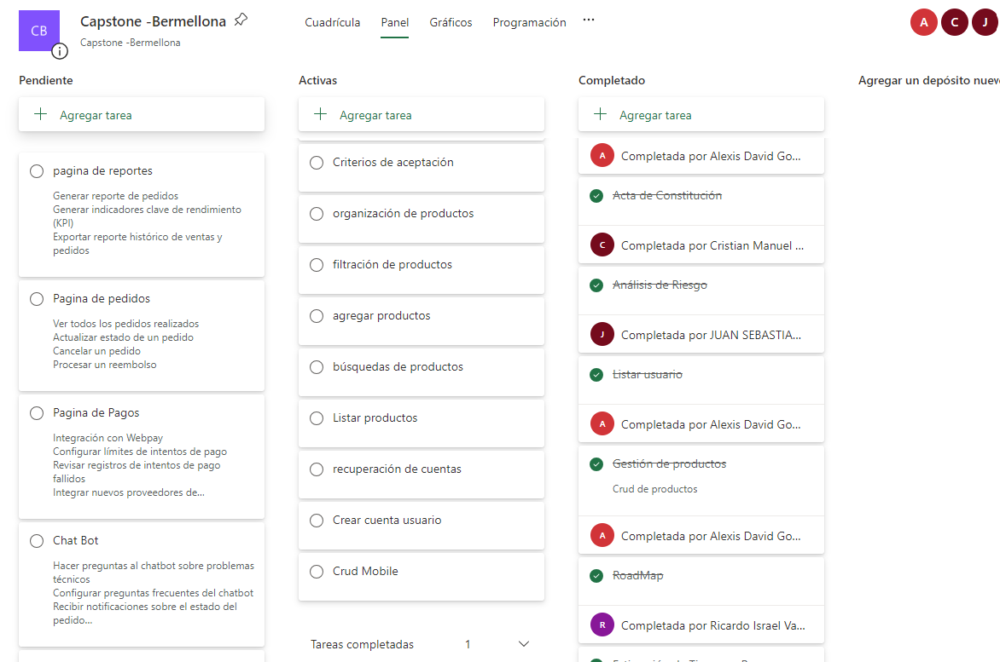 CB
Capstone -Bermellona
Capstone -Bermellona
Cuadrícula
Panel
Gráficos
Programación
...
A
C
J
Pendiente
Agregar tarea
pagina de reportes
Generar reporte de pedidos
Generar indicadores clave de rendimiento
(KPI)
Exportar reporte histórico de ventas y
pedidos
Pagina de pedidos
Ver todos los pedidos realizados
Actualizar estado de un pedido
Cancelar un pedido
Procesar un reembolso
Pagina de Pagos
Integración con Webpay
Configurar límites de intentos de pago
Revisar registros de intentos de pago
fallidos
Integrar nuevos proveedores de...
Chat Bot
Hacer preguntas al chatbot sobre problemas
técnicos
Configurar preguntas frecuentes del chatbot
Recibir notificaciones sobre el estado del
pedido...
Activas
Agregar tarea
Criterios de aceptación
organización de productos
filtración de productos
agregar productos
búsquedas de productos
Listar productos
recuperación de cuentas
Crear cuenta usuario
Crud Mobile
Tareas completadas 1
Completado
Agregar tarea
A Completada por Alexis David Go...
Acta de Constitución
C Completada por Cristian Manuel ...
Análisis de Riesgo
J Completada por JUAN SEBASTIA...
Listar usuario
A Completada por Alexis David Go...
Gestión de productos
Crud de productos
A Completada por Alexis David Go...
RoadMap
R Completada por Ricardo Israel Va...
Agregar un depósito nuev